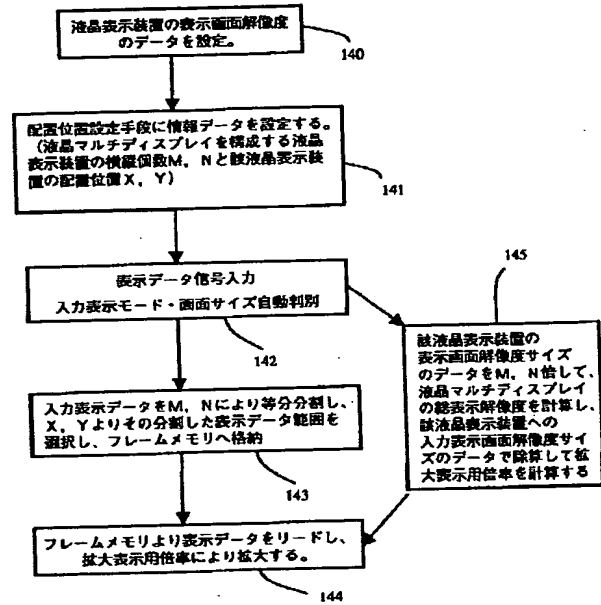 液晶表示装置の表示画面解像度
のデータを設定。
140
配置位置設定手段に情報データを設定する。
（液晶マルチディスプレイを構成する液晶
表示装置の横縦個数M，Nと該液晶表示装
置の配置位置X，Y）
141
表示データ信号入力
入力表示モード・画面サイズ自動判別
142
145
該液晶表示装置の
表示画面解像度サイズ
のデータをM，N倍して、
液晶マルチディスプレイ
の総表示解像度を計算し、
該液晶表示装置への
入力表示画面解像度サイ
ズのデータで除算して拡
大表示用倍率を計算する
入力表示データをM，Nにより等分分割し、
X，Yよりその分割した表示データ範囲を
選択し、フレームメモリへ格納
143
フレームメモリより表示データをリードし、
拡大表示用倍率により拡大する。
144